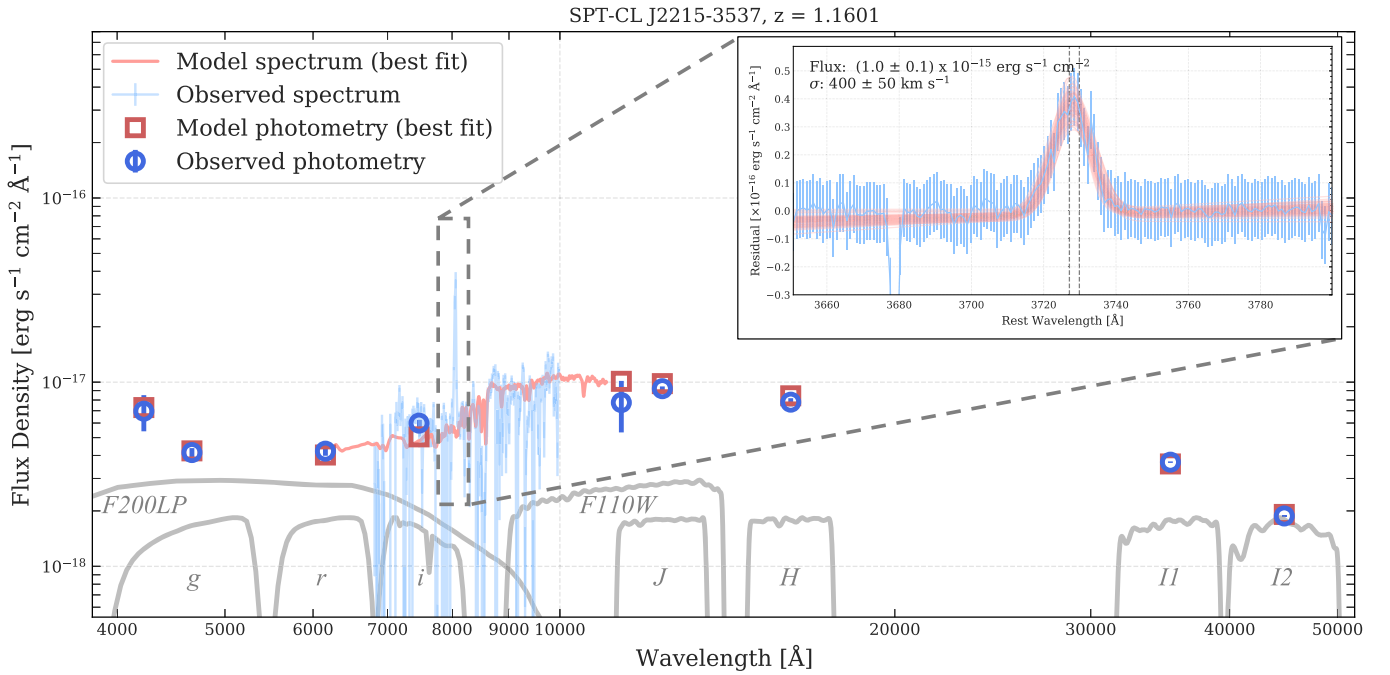 SPT-CL J2215-3537, z = 1.1601
Model spectrum (best fit)
Observed spectrum
Model photometry (best fit)
Observed photometry
Flux Density [erg s⁻¹ cm⁻² Å⁻¹]
10⁻¹⁶
10⁻¹⁷
10⁻¹⁸
Flux: (1.0 ± 0.1) x 10⁻¹⁵ erg s⁻¹ cm⁻²
σ: 400 ± 50 km s⁻¹
Residual [×10⁻¹⁶ erg s⁻¹ cm⁻² Å⁻¹]
0.5
0.4
0.3
0.2
0.1
0.0
−0.1
−0.2
−0.3
3660 3680 3700 3720 3740 3760 3780
Rest Wavelength [Å]
F200LP F110W
g r i J H I1 I2
4000 5000 6000 7000 8000 9000 10000 20000 30000 40000 50000
Wavelength [Å]